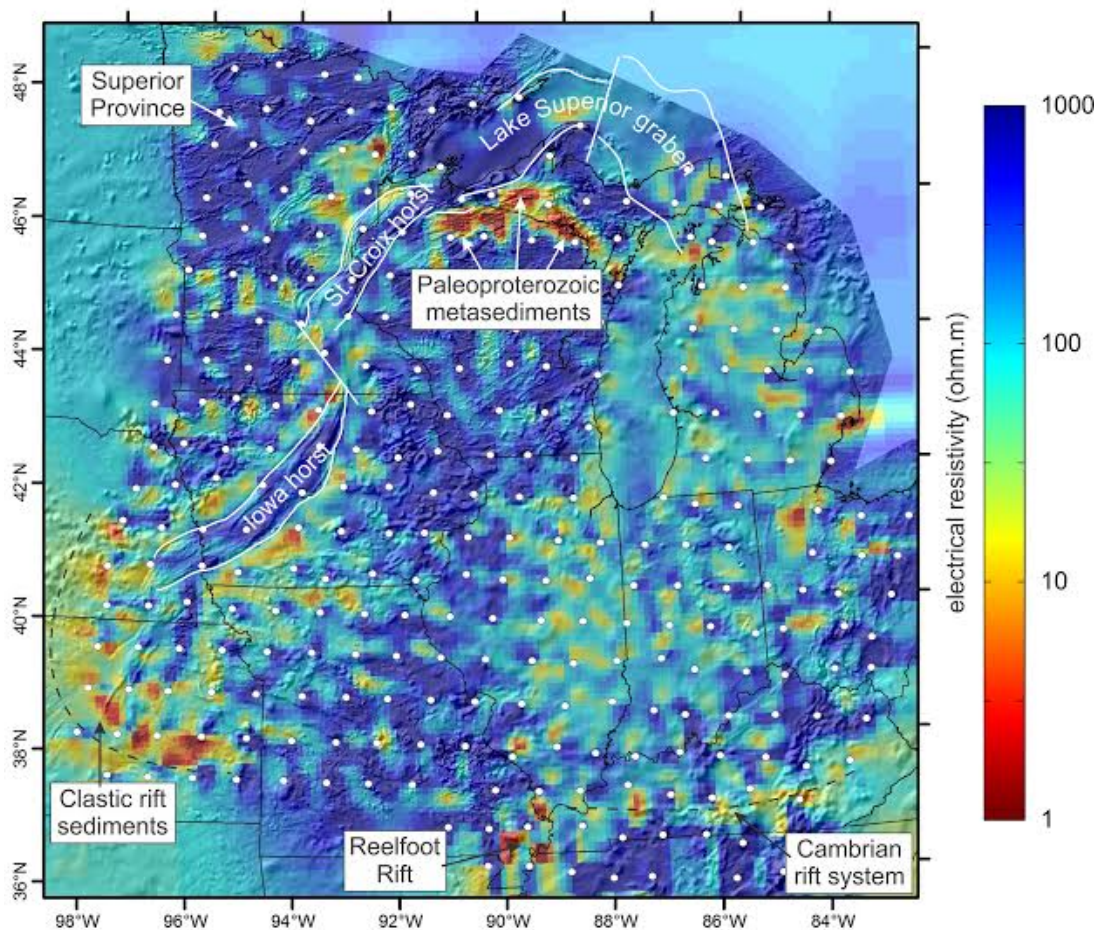 48°N
46°N
44°N
42°N
40°N
38°N
36°N
98°W
96°W
94°W
92°W
90°W
88°W
86°W
84°W
Superior
Province
Lake Superior graben
St. Croix horst
Paleoproterozoic
metasediments
Iowa horst
Clastic rift
sediments
Reelfoot
Rift
Cambrian
rift system
electrical resistivity (ohm.m)
1000
100
10
1